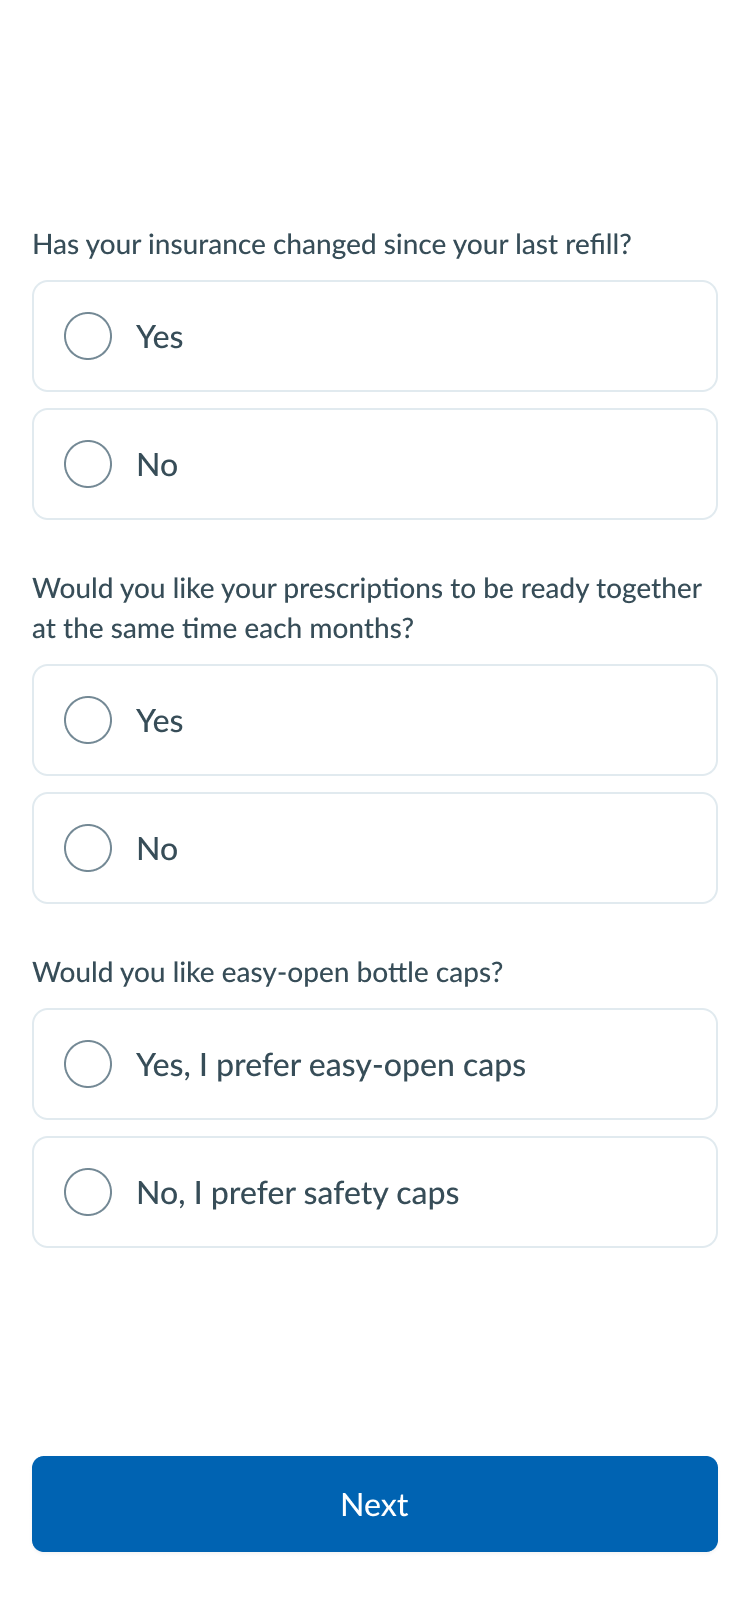 Has your insurance changed since your last refill?
Yes
No
Would you like your prescriptions to be ready together
at the same time each months?
Yes
No
Would you like easy-open bottle caps?
Yes, I prefer easy-open caps
No, I prefer safety caps
Next